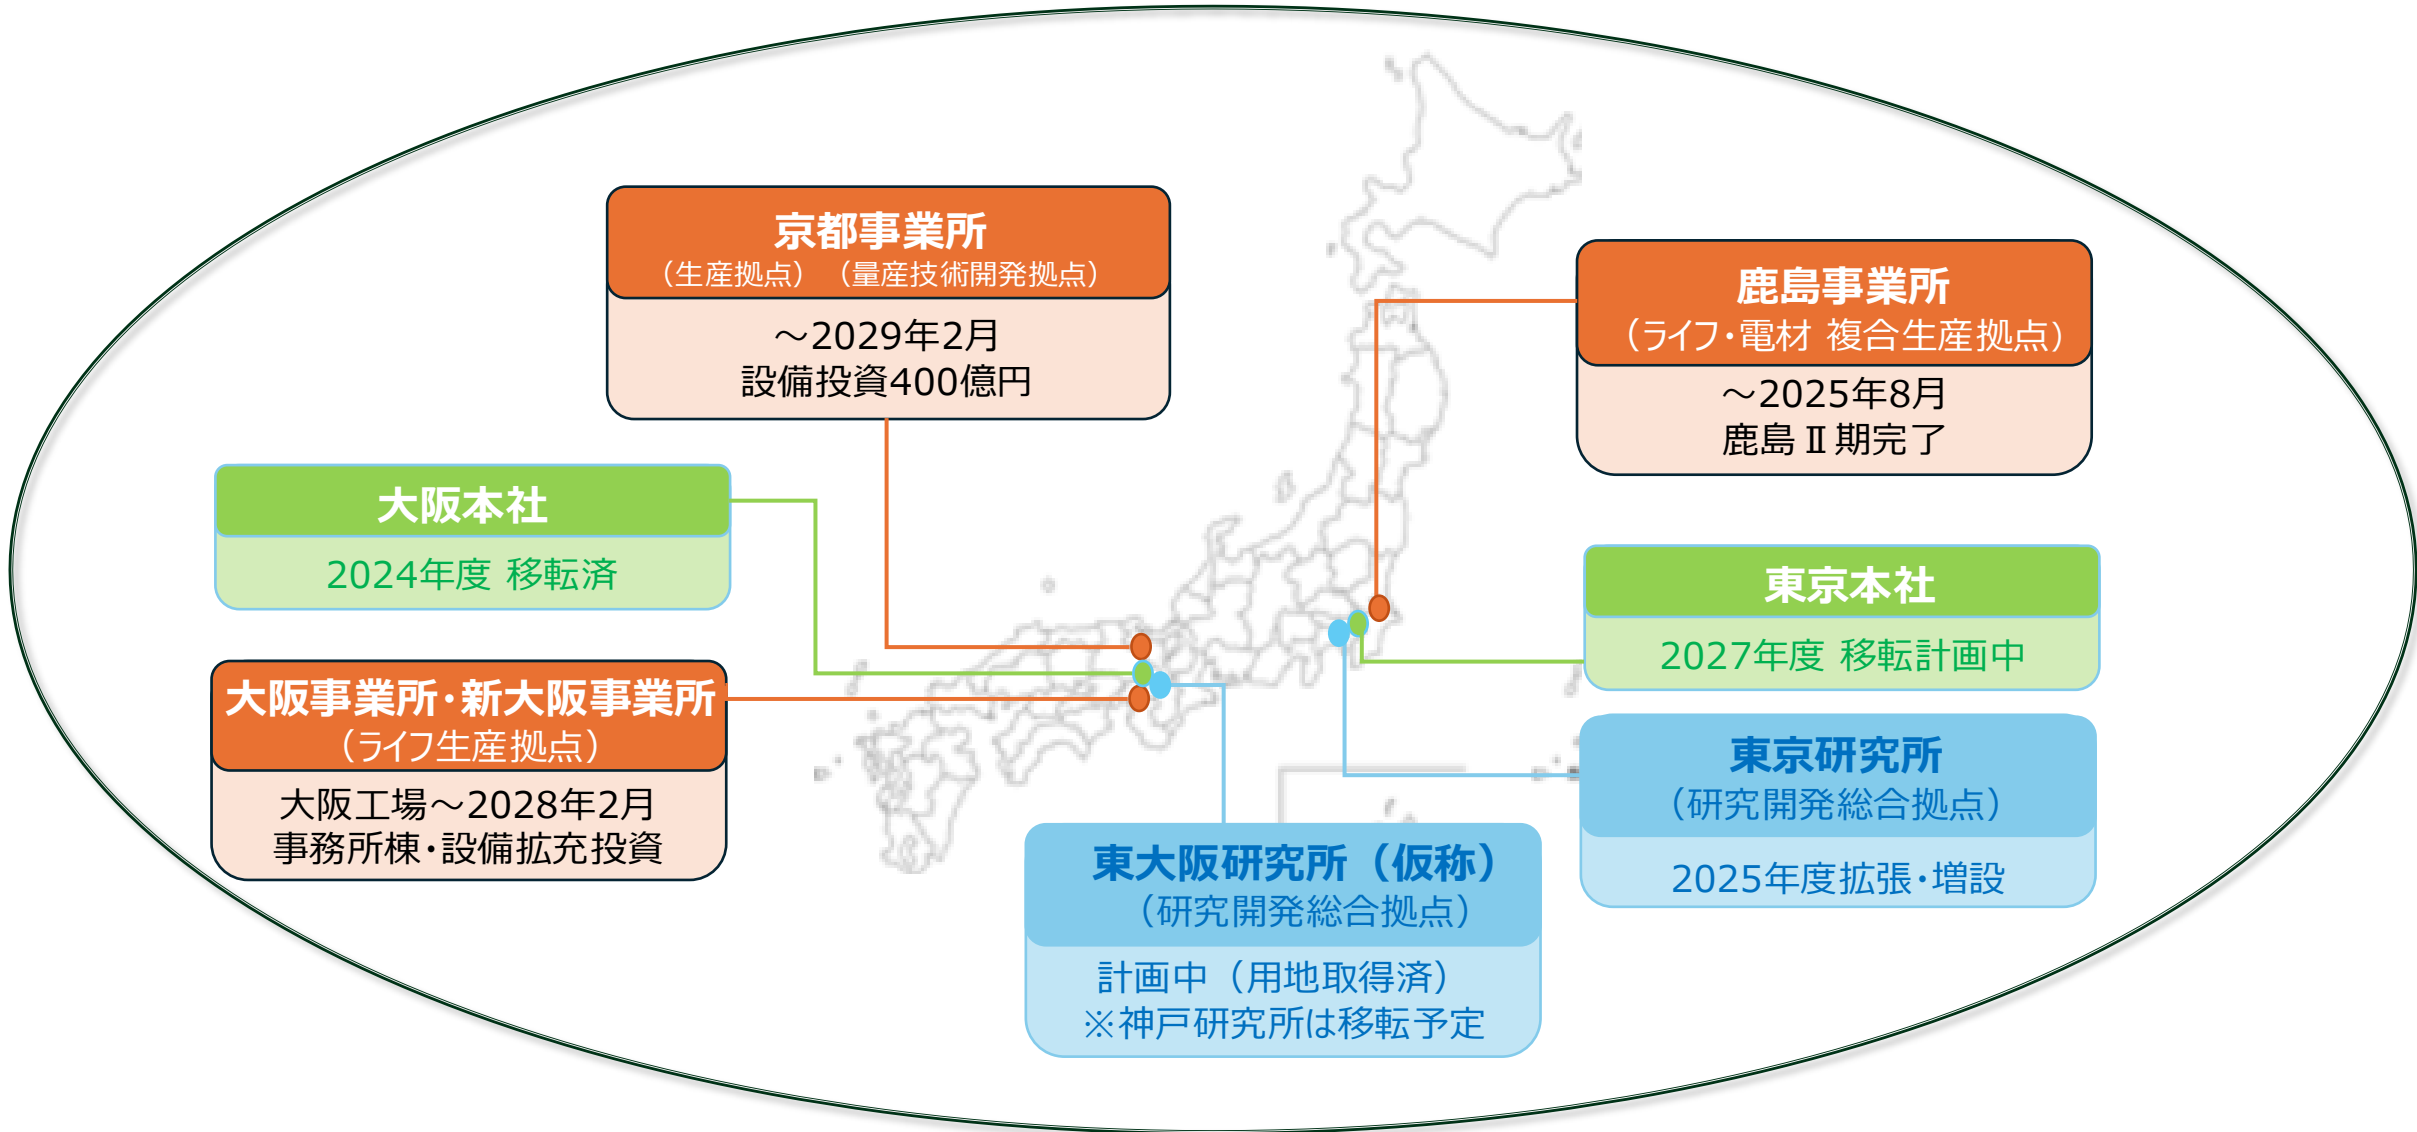 京都事業所
（生産拠点）（量産技術開発拠点）
～2029年2月
設備投資400億円
鹿島事業所
（ライフ・電材 複合生産拠点）
～2025年8月
鹿島Ⅱ期完了
大阪本社
2024年度 移転済
東京本社
2027年度 移転計画中
大阪事業所・新大阪事業所
（ライフ生産拠点）
大阪工場～2028年2月
事務所棟・設備拡充投資
東京研究所
（研究開発総合拠点）
2025年度拡張・増設
東大阪研究所（仮称）
（研究開発総合拠点）
計画中（用地取得済）
※神戸研究所は移転予定